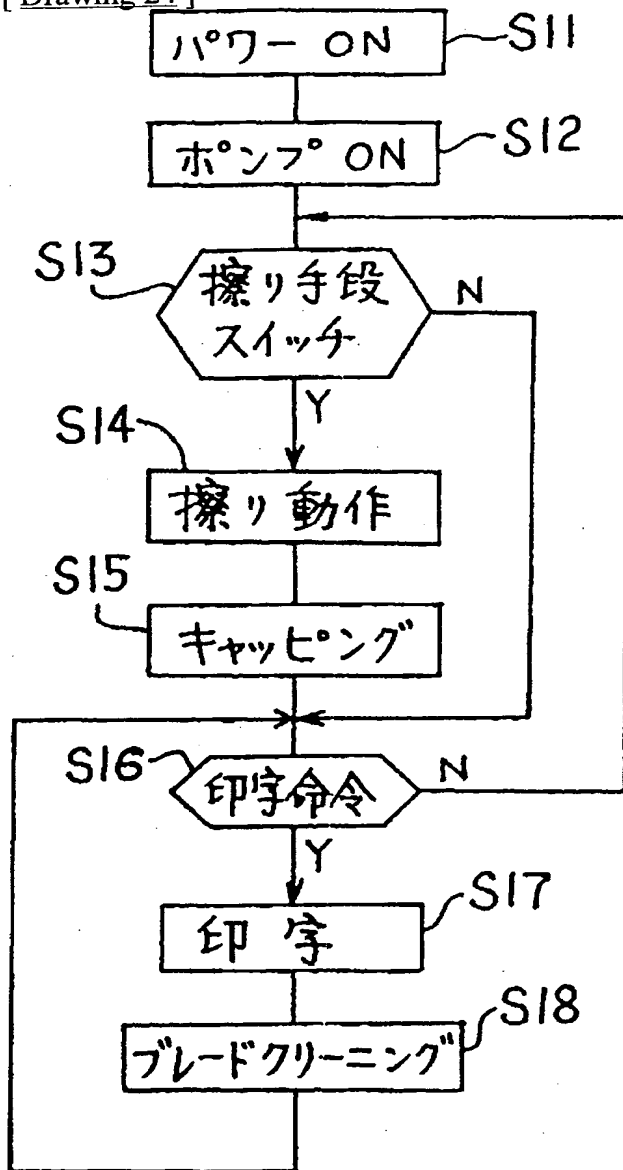 [ Drawing 24 ]
パワー ON
S11
ポンプ ON
S12
S13
擦り手段
スイッチ
N
Y
S14
擦り動作
S15
キャッピング
S16
印字命令
N
Y
S17
印字
S18
ブレードクリーニング